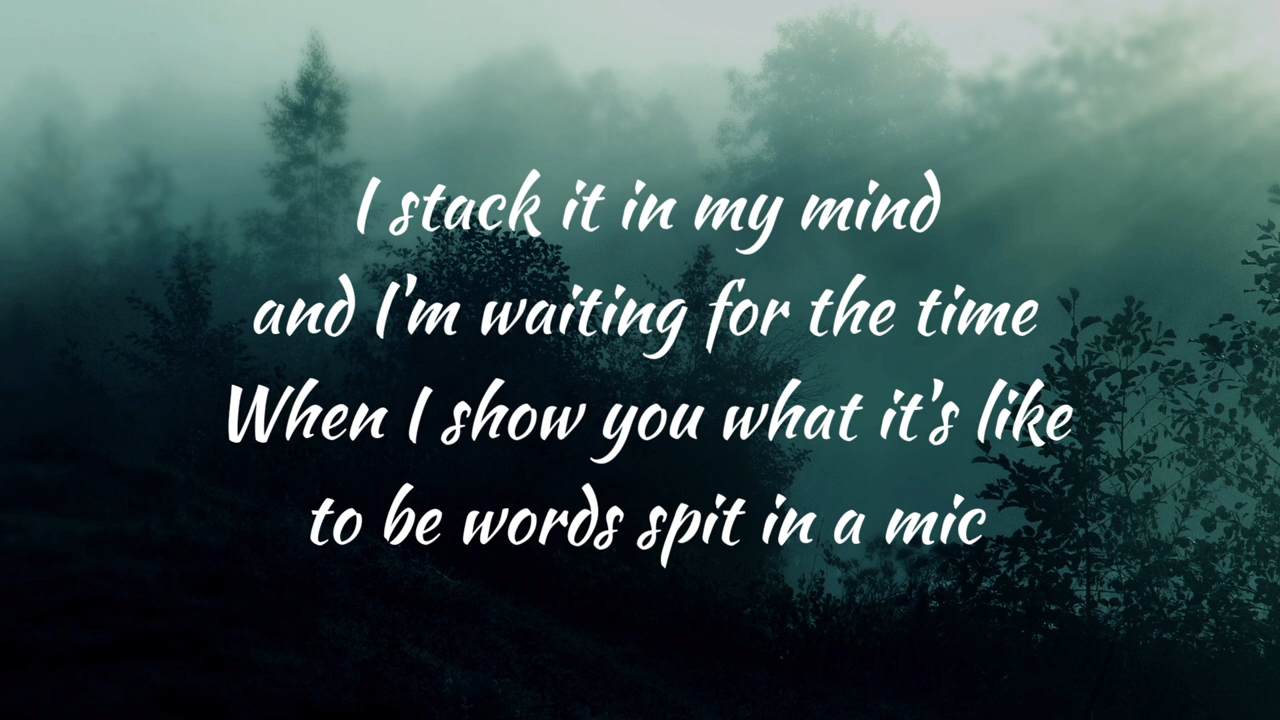 I stack it in my mind
and I'm waiting for the time
When I show you what it's like
to be words spit in a mic